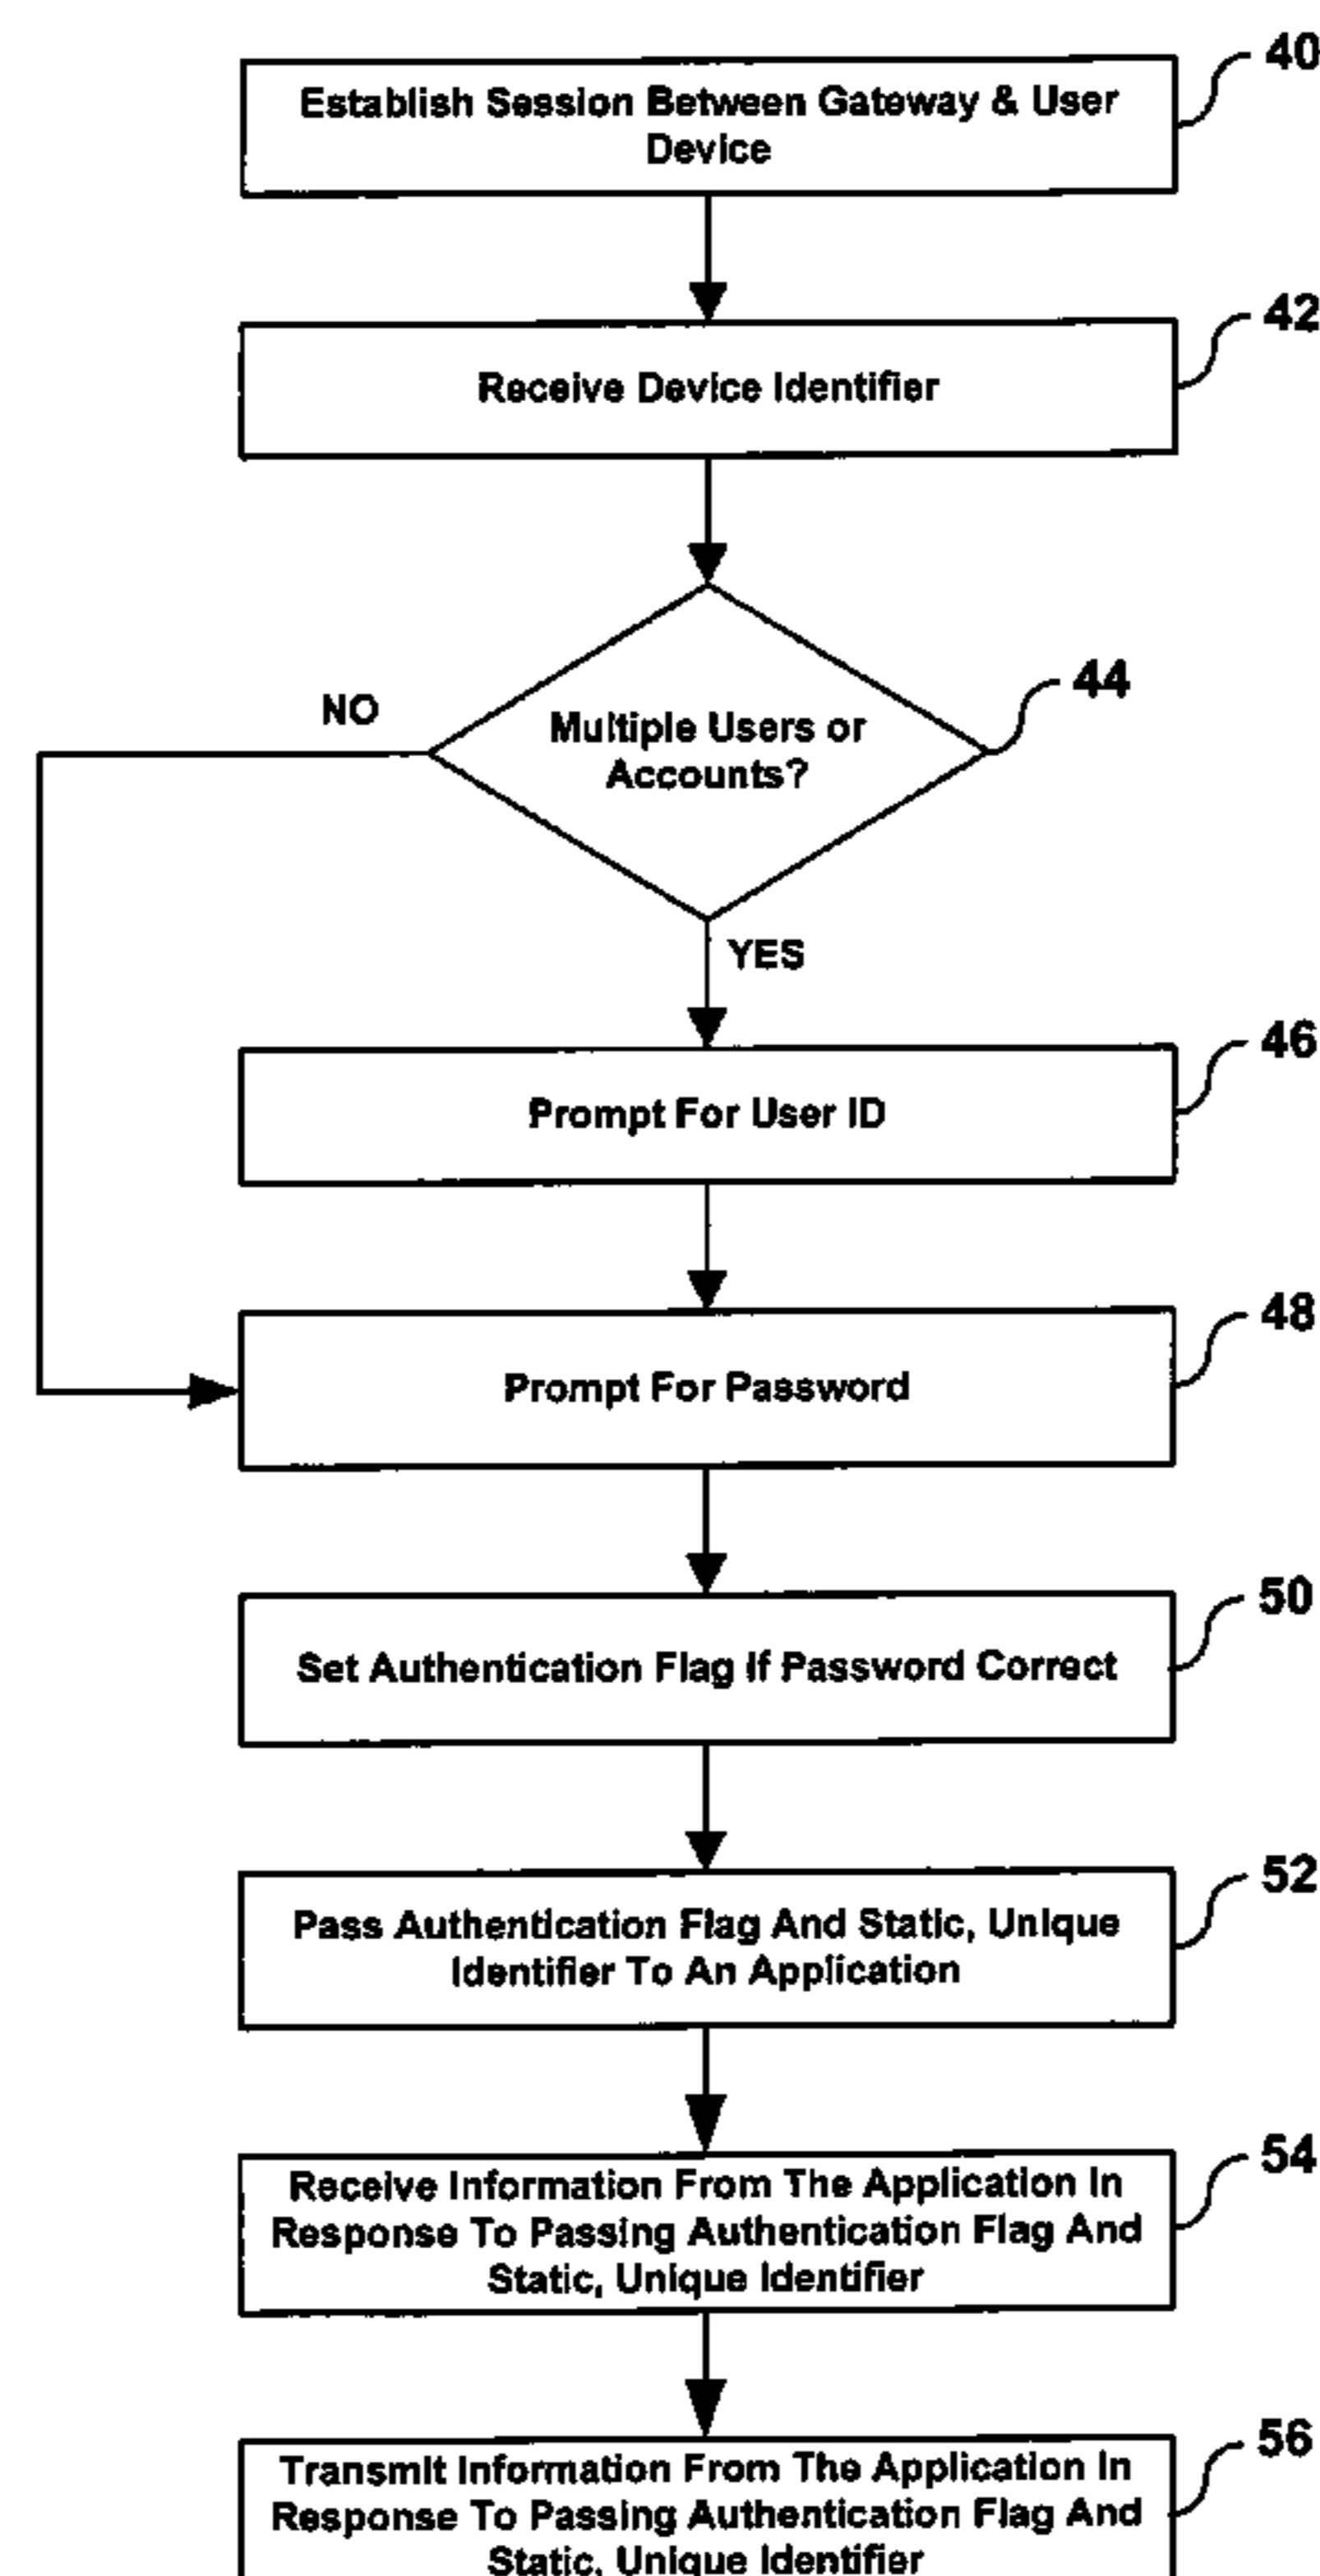 40
Establish Session Between Gateway & User
Device
42
Receive Device Identifier
44
NO
Multiple Users or
Accounts?
YES
46
Prompt For User ID
48
Prompt For Password
50
Set Authentication Flag If Password Correct
52
Pass Authentication Flag And Static, Unique
Identifier To An Application
54
Receive Information From The Application In
Response To Passing Authentication Flag And
Static, Unique Identifier
56
Transmit Information From The Application In
Response To Passing Authentication Flag And
Static, Unique Identifier